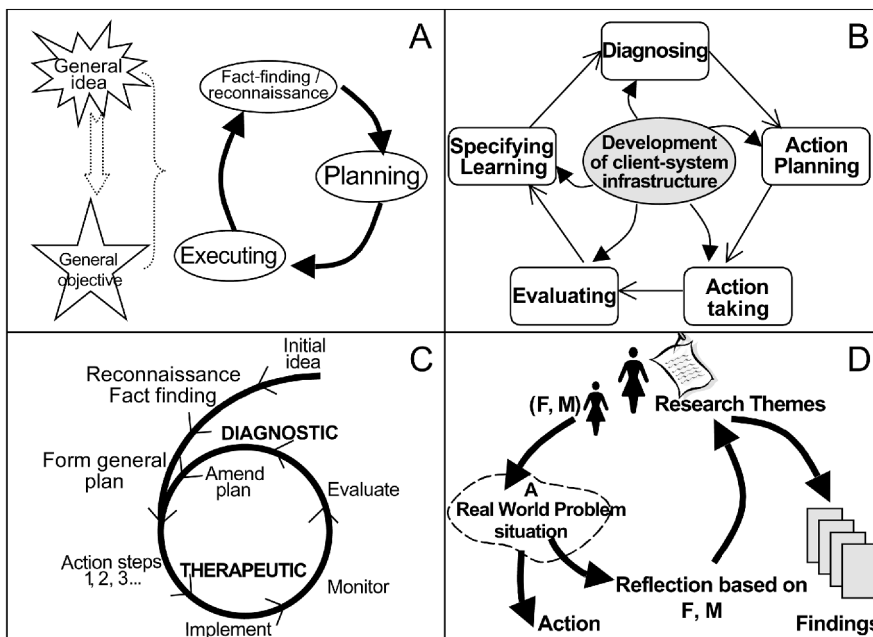 A
General
idea
Fact-finding /
reconnaissance
Planning
Executing
General
objective
B
Diagnosing
Specifying
Learning
Development
of client-system
infrastructure
Action
Planning
Evaluating
Action
taking
C
Initial
idea
Reconnaissance
Fact finding
DIAGNOSTIC
Form general
plan
Amend
plan
Evaluate
Action steps
1, 2, 3...
THERAPEUTIC
Monitor
Implement
D
(F, M)
Research Themes
A
Real World Problem
situation
Reflection based on
F, M
Action
Findings